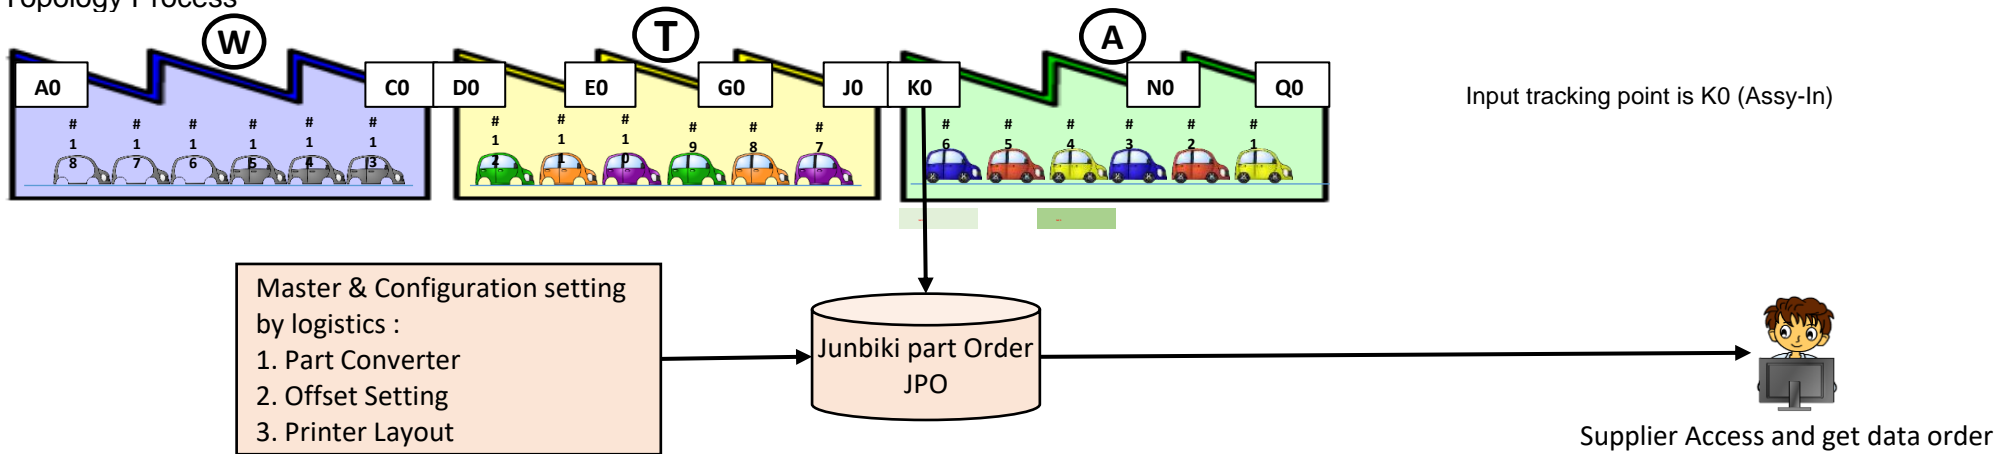 Topology Process
W
T
A
A0
C0
D0
E0
G0
J0
K0
N0
Q0
Input tracking point is K0 (Assy-In)
#18
#17
#16
#15
#14
#13
#12
#11
#10
#9
#8
#7
#6
#5
#4
#3
#2
#1
Master & Configuration setting
by logistics :
1. Part Converter
2. Offset Setting
3. Printer Layout
Junbiki part Order
JPO
Supplier Access and get data order